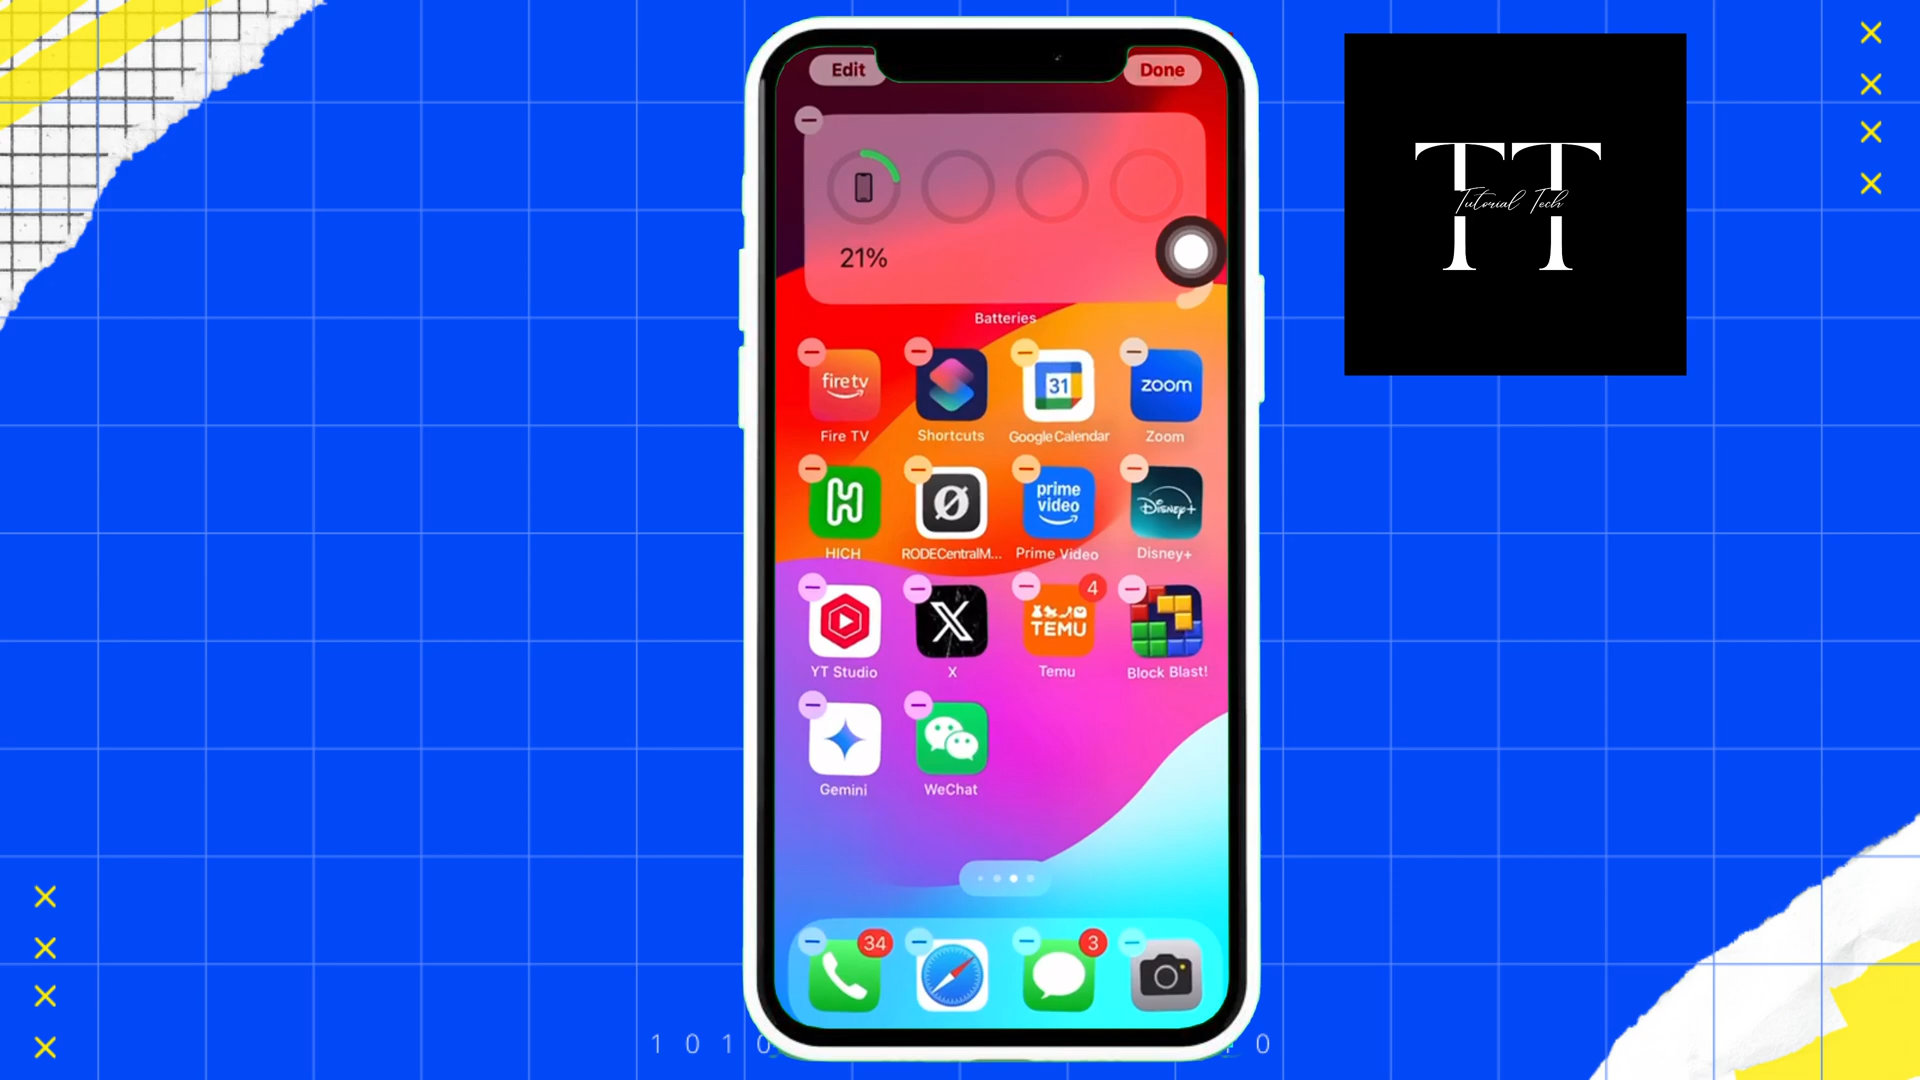 Edit
Done
21%
Batteries
fire tv
31
zoom
Fire TV
Shortcuts
Google Calendar
Zoom
prime video
Disney+
HICH
RODECentralM...
Prime Video
Disney+
4
TEMU
YT Studio
X
Temu
Block Blast!
Gemini
WeChat
34
3
TT
Tutorial Tech
1 0 1 0
0